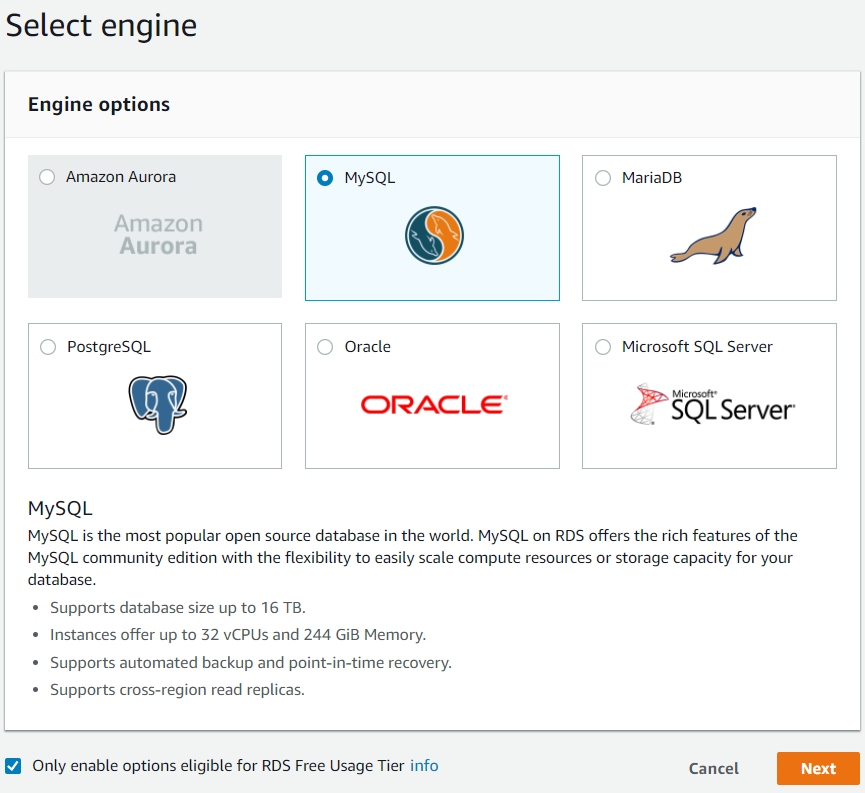 Select engine
Engine options
Amazon Aurora
MySQL
MariaDB
Amazon
Aurora
PostgreSQL
Oracle
Microsoft SQL Server
ORACLE®
Microsoft®
SQL Server®
MySQL
MySQL is the most popular open source database in the world. MySQL on RDS offers the rich features of the
MySQL community edition with the flexibility to easily scale compute resources or storage capacity for your
database.
• Supports database size up to 16 TB.
• Instances offer up to 32 vCPUs and 244 GiB Memory.
• Supports automated backup and point-in-time recovery.
• Supports cross-region read replicas.
Only enable options eligible for RDS Free Usage Tier info
Cancel
Next